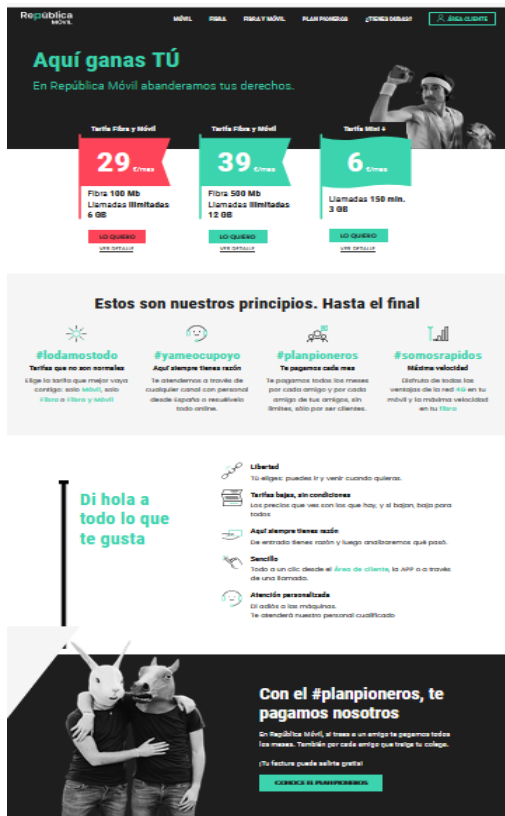 República
MÓVIL
MÓVIL
FIBRA
FIBRA Y MÓVIL
PLAN PIONEROS
¿TIENES DUDAS?
ÁREA CLIENTE
Aquí ganas TÚ
En República Móvil abanderamos tus derechos.
Tarifa Fibra y Móvil
29 €/mes
Fibra 100 Mb
Llamadas ilimitadas
6 GB
LO QUIERO
VER DETALLE
Tarifa Fibra y Móvil
39 €/mes
Fibra 500 Mb
Llamadas ilimitadas
12 GB
LO QUIERO
VER DETALLE
Tarifa Mini +
6 €/mes
Llamadas 150 min.
3 GB
LO QUIERO
VER DETALLE
Estos son nuestros principios. Hasta el final
#lodamostodo
Tarifas que no son normales
Elige la tarifa que mejor vaya
contigo: solo Móvil, solo
Fibra o Fibra y Móvil
#yameocupoyo
Aquí siempre tienes razón
Te atendemos a través de
cualquier canal con personal
desde España o resuélvelo
todo online.
#planpioneros
Te pagamos cada mes
Te pagamos todos los meses
por cada amigo y por cada
amigo de tus amigos, sin
límites, sólo por ser clientes.
#somosrapidos
Máxima velocidad
Disfruta de todas las
ventajas de la red 4G en tu
móvil y la máxima velocidad
en tu fibra
Di hola a
todo lo que
te gusta
Libertad
Tú eliges: puedes ir y venir cuando quieras.
Tarifas bajas, sin condiciones
Los precios que ves son los que hay, y si bajan, baja para
todos
Aquí siempre tienes razón
De entrada tienes razón y luego analizaremos qué pasó.
Sencillo
Todo a un clic desde el Área de cliente, la APP o a través
de una llamada.
Atención personalizada
Di adiós a las máquinas.
Te atenderá nuestro personal cualificado
Con el #planpioneros, te
pagamos nosotros
En República Móvil, si traes a un amigo te pagamos todos
los meses. También por cada amigo que traiga tu colega.
¡Tu factura puede salirte gratis!
CONOCE EL PLANPIONEROS